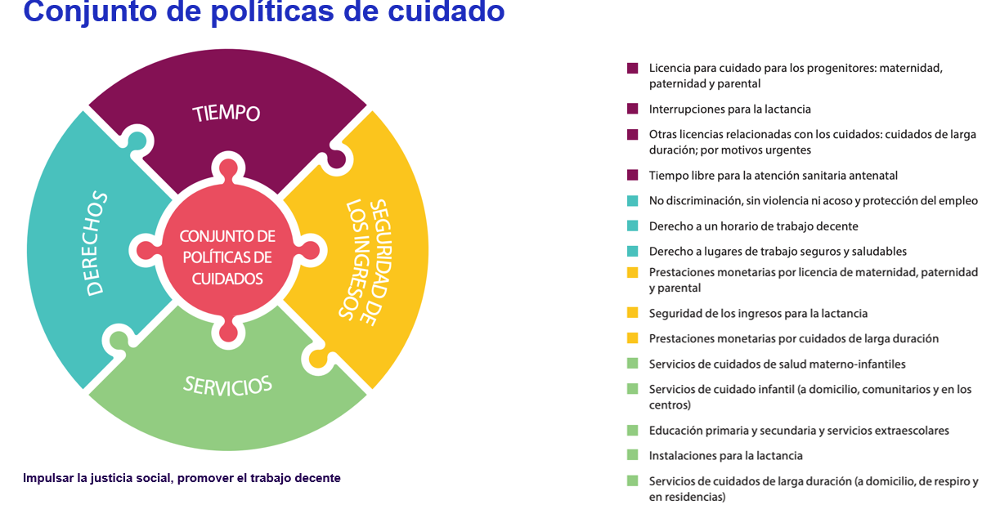 Conjunto de políticas de cuidado
TIEMPO
DERECHOS
SEGURIDAD DE
LOS INGRESOS
CONJUNTO DE
POLÍTICAS DE
CUIDADOS
SERVICIOS
Licencia para cuidado para los progenitores: maternidad,
paternidad y parental
Interrupciones para la lactancia
Otras licencias relacionadas con los cuidados: cuidados de larga
duración; por motivos urgentes
Tiempo libre para la atención sanitaria antenatal
No discriminación, sin violencia ni acoso y protección del empleo
Derecho a un horario de trabajo decente
Derecho a lugares de trabajo seguros y saludables
Prestaciones monetarias por licencia de maternidad, paternidad
y parental
Seguridad de los ingresos para la lactancia
Prestaciones monetarias por cuidados de larga duración
Servicios de cuidados de salud materno-infantiles
Servicios de cuidado infantil (a domicilio, comunitarios y en los
centros)
Educación primaria y secundaria y servicios extraescolares
Instalaciones para la lactancia
Servicios de cuidados de larga duración (a domicilio, de respiro y
en residencias)
Impulsar la justicia social, promover el trabajo decente